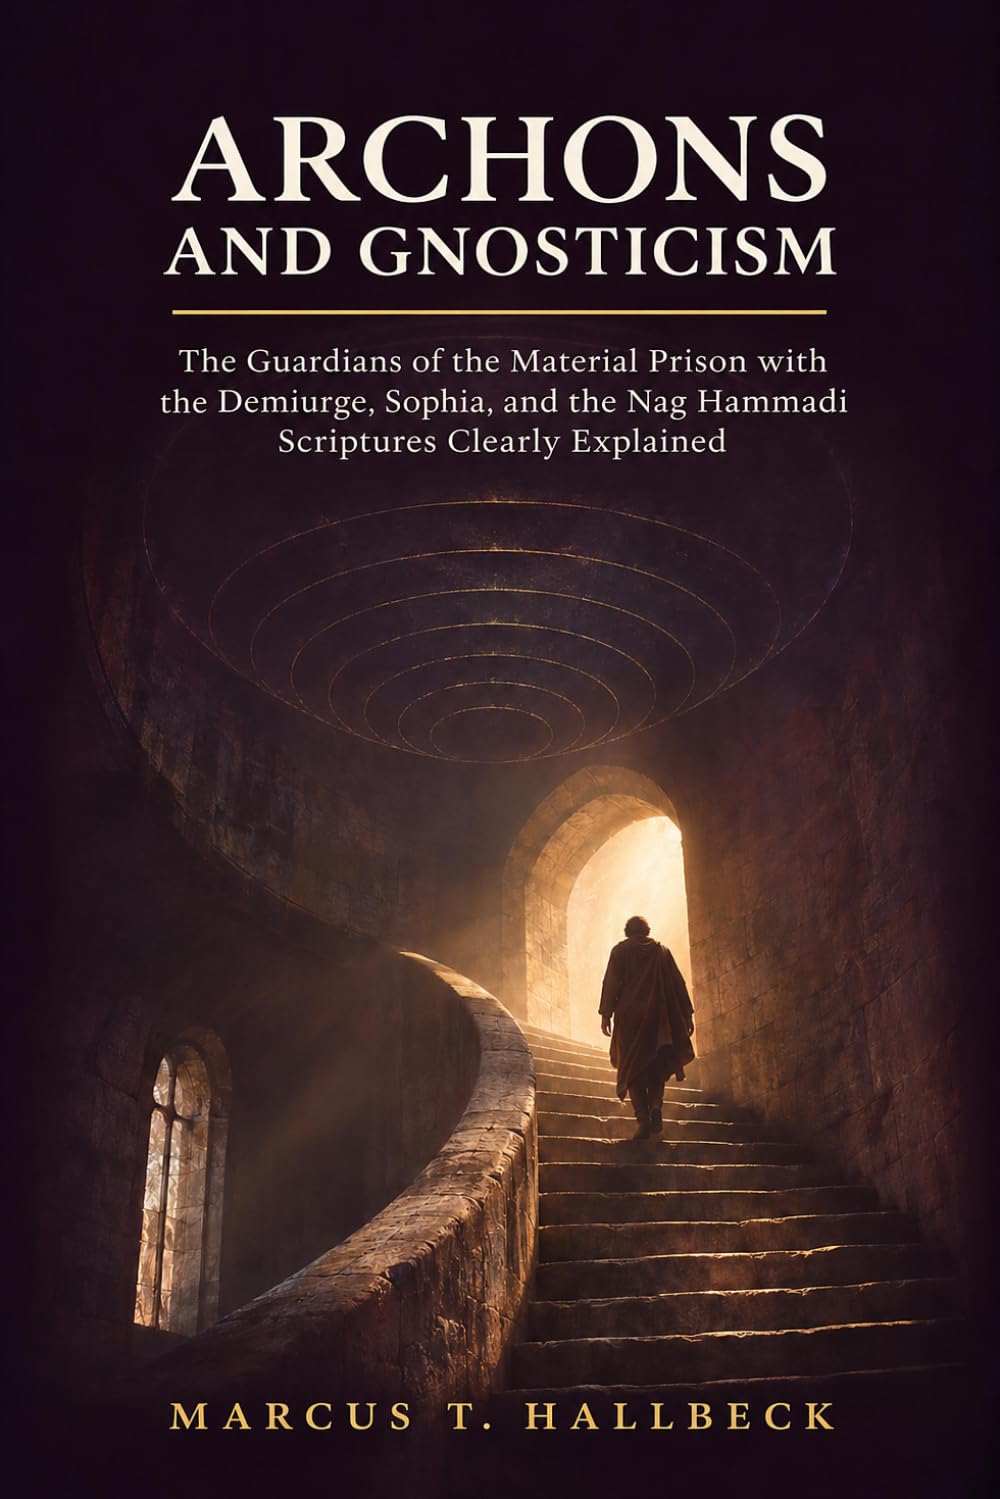 ARCHONS
AND GNOSTICISM
The Guardians of the Material Prison with
the Demiurge, Sophia, and the Nag Hammadi
Scriptures Clearly Explained
MARCUS T. HALLBECK